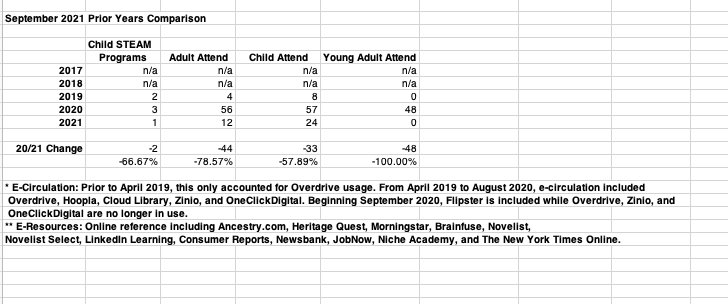 September 2021 Prior Years Comparison
Child STEAM
Programs Adult Attend Child Attend Young Adult Attend
2017 n/a n/a n/a n/a
2018 n/a n/a n/a n/a
2019 2 4 8 0
2020 3 56 57 48
2021 1 12 24 0
20/21 Change -2 -44 -33 -48
-66.67% -78.57% -57.89% -100.00%
* E-Circulation: Prior to April 2019, this only accounted for Overdrive usage. From April 2019 to August 2020, e-circulation included
Overdrive, Hoopla, Cloud Library, Zinio, and OneClickDigital. Beginning September 2020, Flipster is included while Overdrive, Zinio, and
OneClickDigital are no longer in use.
** E-Resources: Online reference including Ancestry.com, Heritage Quest, Morningstar, Brainfuse, Novelist,
Novelist Select, LinkedIn Learning, Consumer Reports, Newsbank, JobNow, Niche Academy, and The New York Times Online.